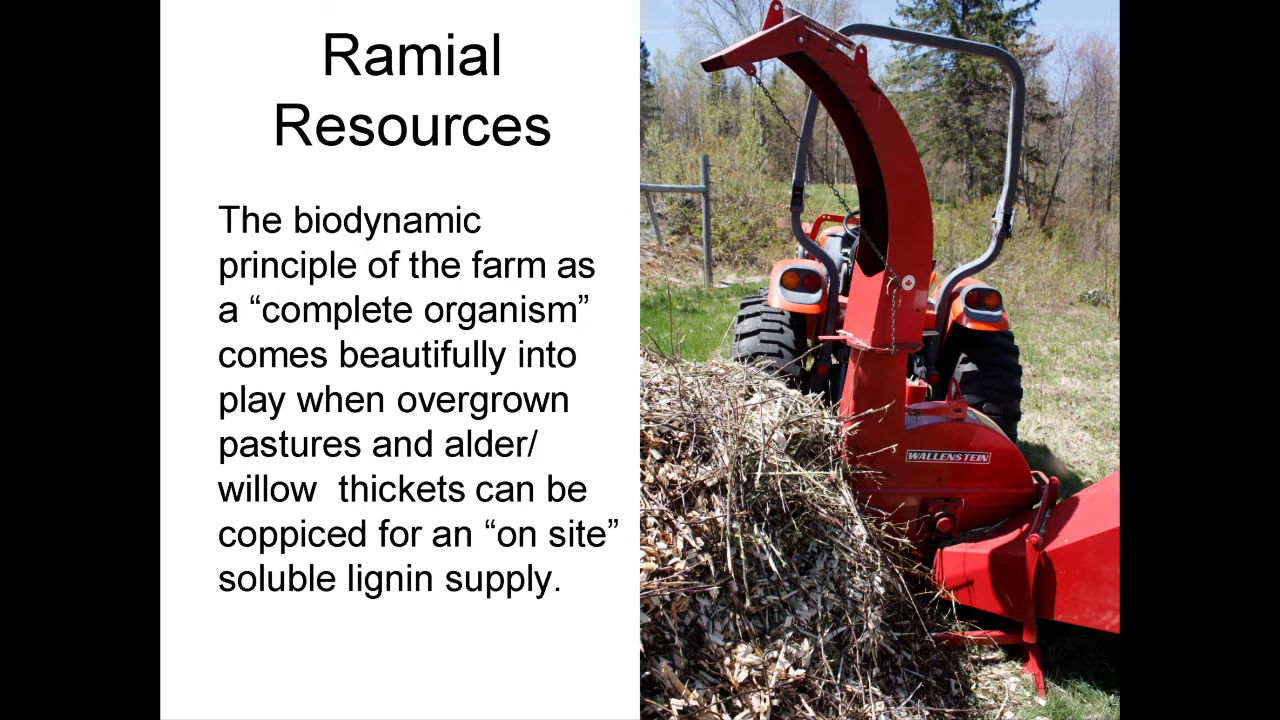 Ramial
Resources
The biodynamic
principle of the farm as
a “complete organism”
comes beautifully into
play when overgrown
pastures and alder/
willow  thickets can be
coppiced for an “on site”
soluble lignin supply.
WALLENSTEIN